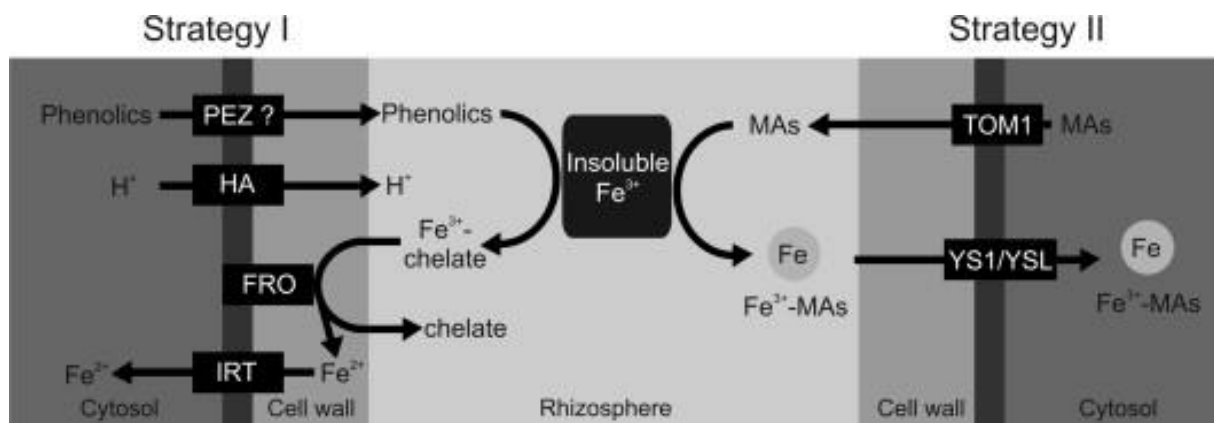 Strategy I
Strategy II
Phenolics
PEZ ?
Phenolics
Insoluble
Fe³⁺
MAs
TOM1
MAs
H⁺
HA
H⁺
Fe³⁺-
chelate
FRO
chelate
Fe
Fe³⁺-MAs
YS1/YSL
Fe
Fe³⁺-MAs
Fe²⁺
IRT
Fe²⁺
Cytosol
Cell wall
Rhizosphere
Cell wall
Cytosol